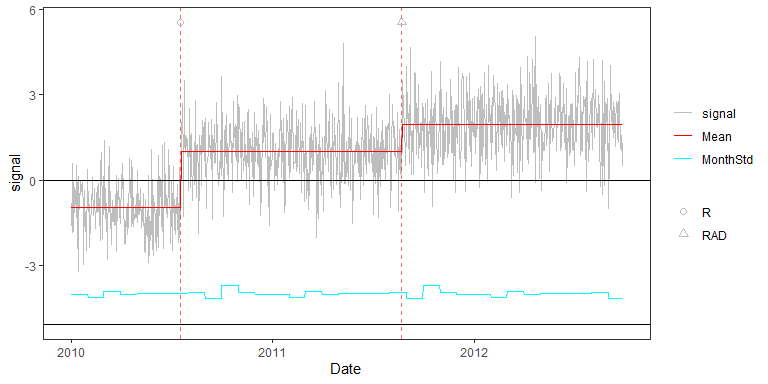 6
3
0
-3
signal
2010
2011
2012
Date
signal
Mean
MonthStd
R
RAD